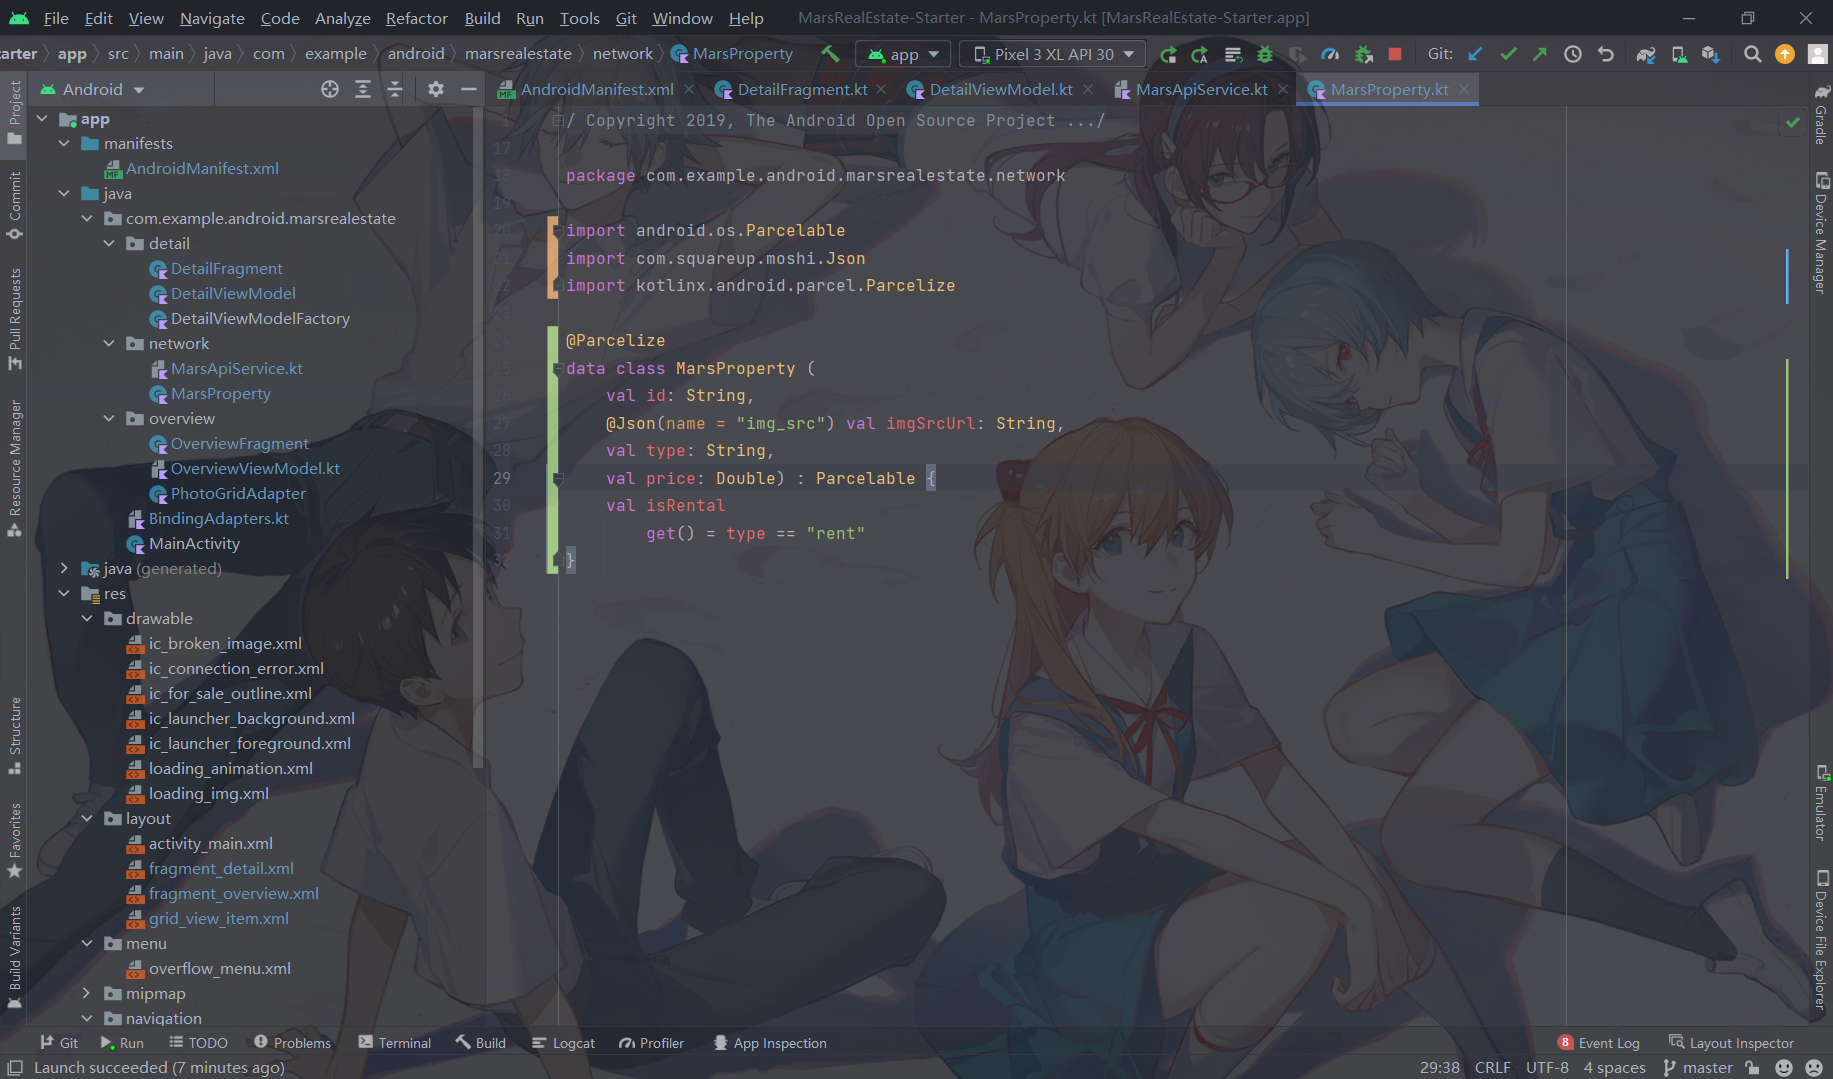 File Edit View Navigate Code Analyze Refactor Build Run Tools Git Window Help MarsRealEstate-Starter - MarsProperty.kt [MarsRealEstate-Starter.app]
arter app src main java com example android marsrealestate network MarsProperty app Pixel 3 XL API 30 Git:
Android
AndroidManifest.xml DetailFragment.kt DetailViewModel.kt MarsApiService.kt MarsProperty.kt
Project
Commit
Pull Requests
Resource Manager
Structure
Favorites
Build Variants
app
manifests
AndroidManifest.xml
java
com.example.android.marsrealestate
detail
DetailFragment
DetailViewModel
DetailViewModelFactory
network
MarsApiService.kt
MarsProperty
overview
OverviewFragment
OverviewViewModel.kt
PhotoGridAdapter
BindingAdapters.kt
MainActivity
java (generated)
res
drawable
ic_broken_image.xml
ic_connection_error.xml
ic_for_sale_outline.xml
ic_launcher_background.xml
ic_launcher_foreground.xml
loading_animation.xml
loading_img.xml
layout
activity_main.xml
fragment_detail.xml
fragment_overview.xml
grid_view_item.xml
menu
overflow_menu.xml
mipmap
navigation
/ Copyright 2019, The Android Open Source Project .../
17
18 package com.example.android.marsrealestate.network
19
20 import android.os.Parcelable
21 import com.squareup.moshi.Json
22 import kotlinx.android.parcel.Parcelize
23
24 @Parcelize
25 data class MarsProperty (
26 val id: String,
27 @Json(name = "img_src") val imgSrcUrl: String,
28 val type: String,
29 val price: Double) : Parcelable {
30 val isRental
31 get() = type == "rent"
32 }
Gradle
Device Manager
Emulator
Device File Explorer
Git Run TODO Problems Terminal Build Logcat Profiler App Inspection 8 Event Log Layout Inspector
Launch succeeded (7 minutes ago) 29:38 CRLF UTF-8 4 spaces master